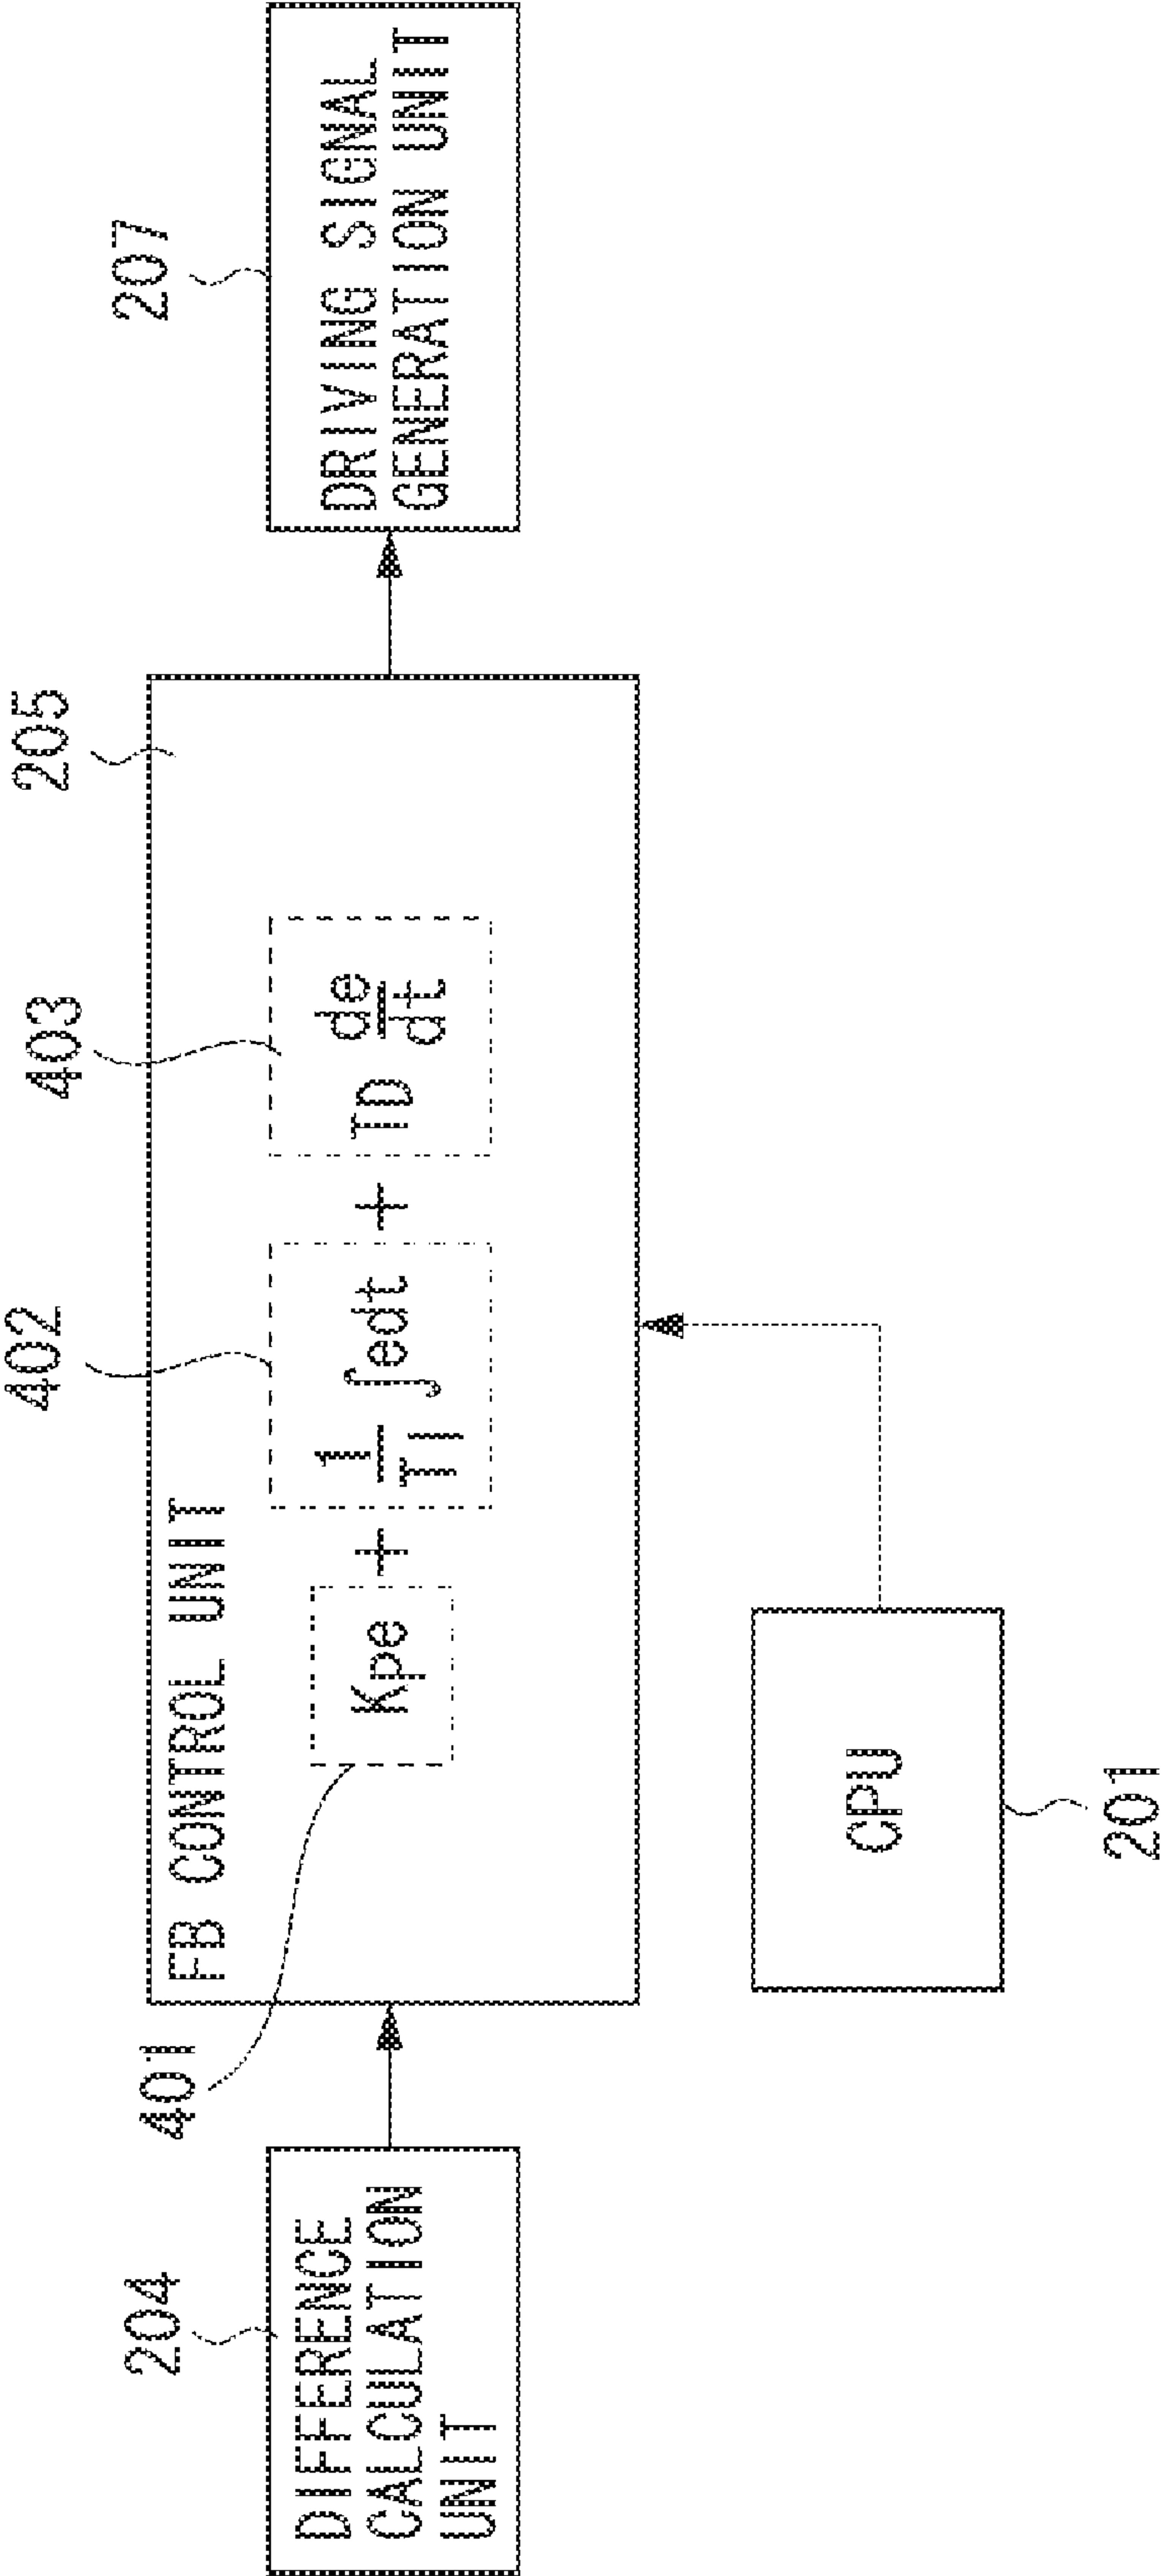 204
DIFFERENCE
CALCULATION
UNIT
401
FB CONTROL UNIT
Kpe
+
402
1
TI
∫edt
+
403
TD
de
dt
205
207
DRIVING SIGNAL
GENERATION UNIT
CPU
201